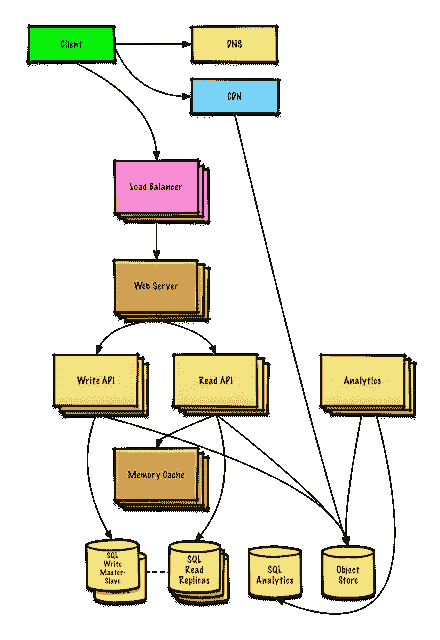 Client
DNS
CDN
Load Balancer
Web Server
Write API
Read API
Analytics
Memory Cache
SQL
Write
Master-
Slave
SQL
Read
Replicas
SQL
Analytics
Object
Store